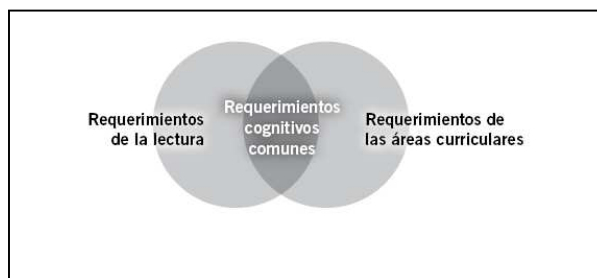 Requerimientos
de la lectura
Requerimientos
cognitivos
comunes
Requerimientos de
las áreas curriculares